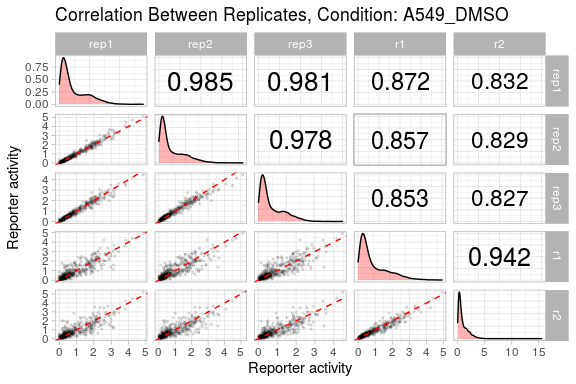 Correlation Between Replicates, Condition: A549_DMSO
rep1 rep2 rep3 r1 r2
0.75
0.50
0.25
0.00
0.985 0.981 0.872 0.832
rep1
5
4
3
2
1
0
0.978 0.857 0.829
rep2
4
3
2
1
0
0.853 0.827
rep3
5
4
3
2
1
0
0.942
r1
5
4
3
2
1
0
r2
0 1 2 3 4 5 0 1 2 3 4 5 0 1 2 3 4 0 1 2 3 4 5 0 5 10 15
Reporter activity
Reporter activity